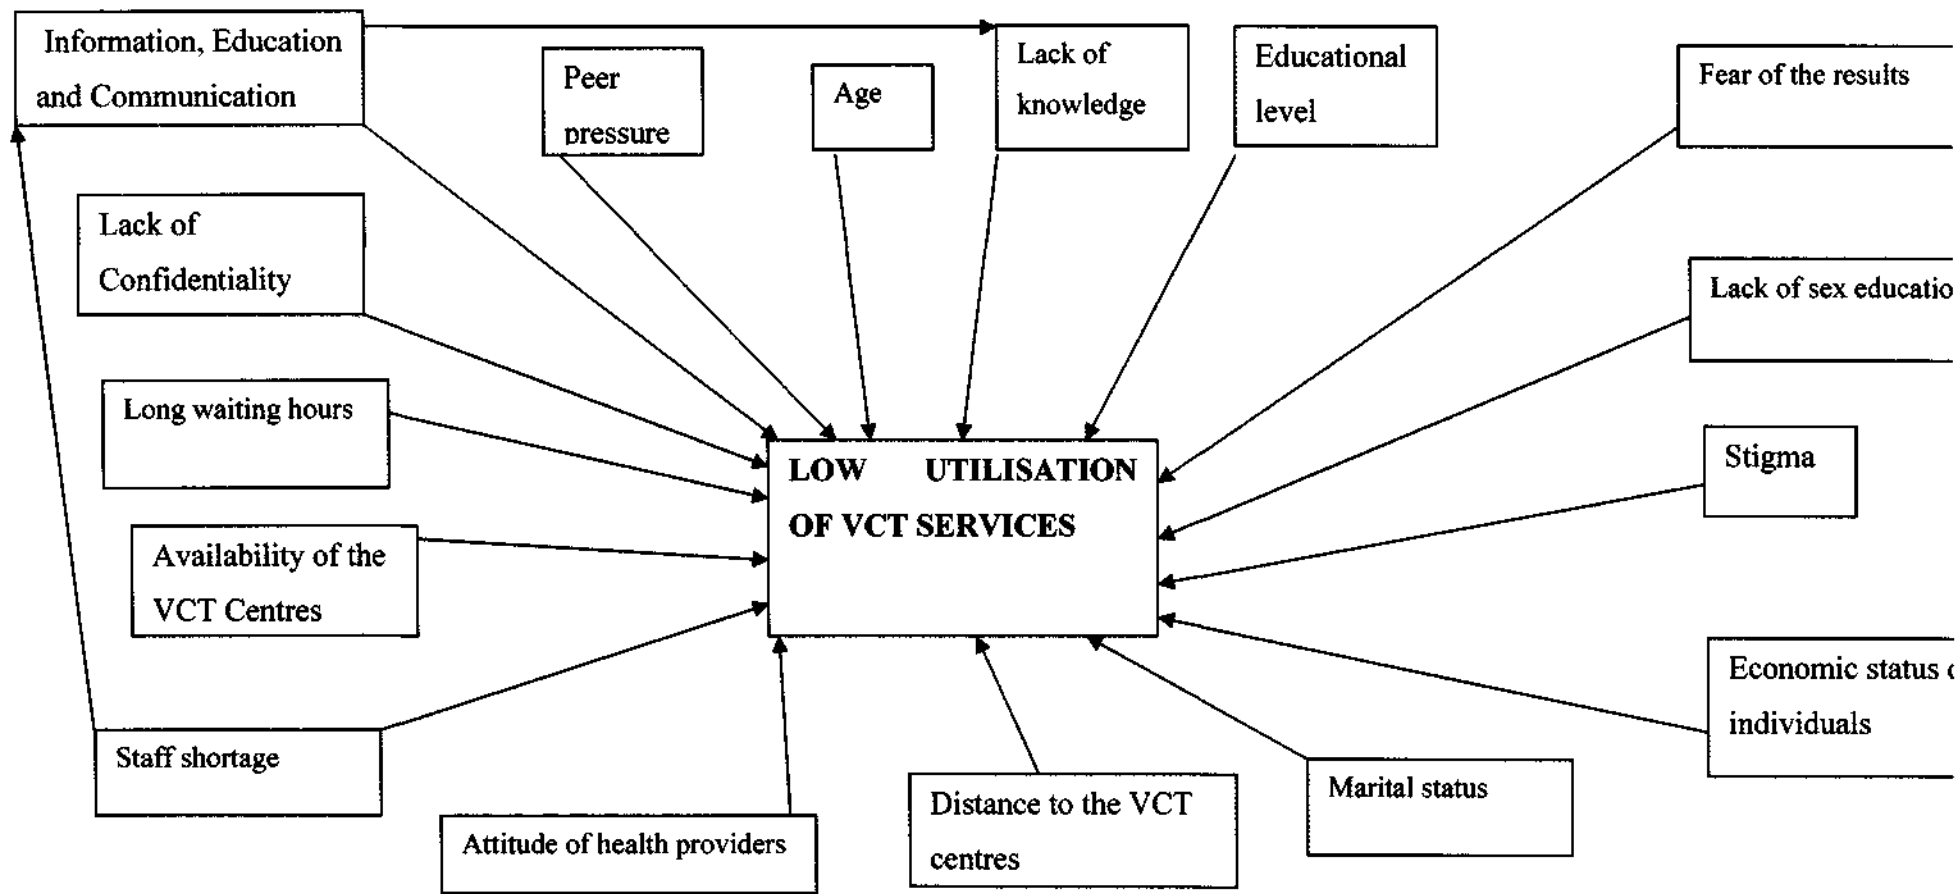 Information, Education
and Communication
Peer
pressure
Age
Lack of
knowledge
Educational
level
Fear of the results
Lack of
Confidentiality
Lack of sex educatio
Long waiting hours
Stigma
LOW UTILISATION
OF VCT SERVICES
Availability of the
VCT Centres
Economic status
individuals
Staff shortage
Attitude of health providers
Distance to the VCT
centres
Marital status